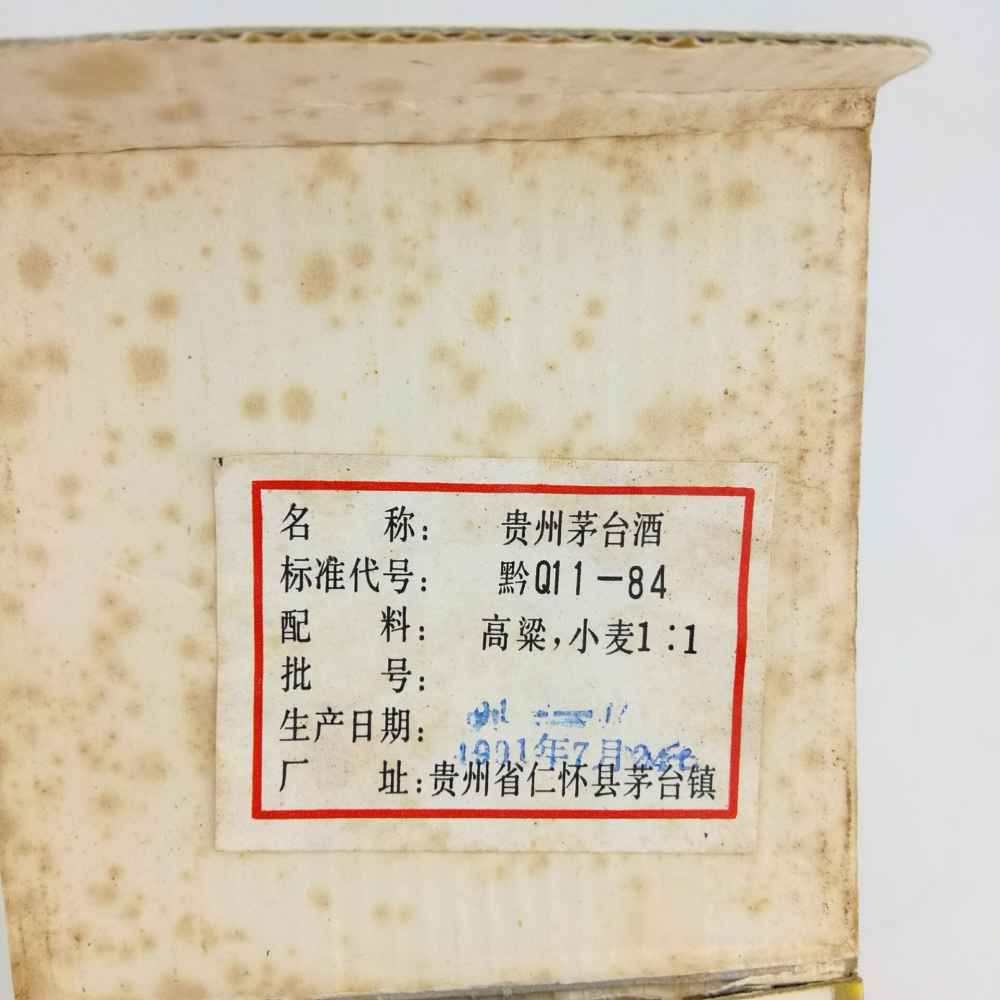 名 称: 贵州茅台酒
标准代号: 黔Q11-84
配 料: 高粱,小麦1:1
批 号:
生产日期:
1991年7月24
厂 址:贵州省仁怀县茅台镇